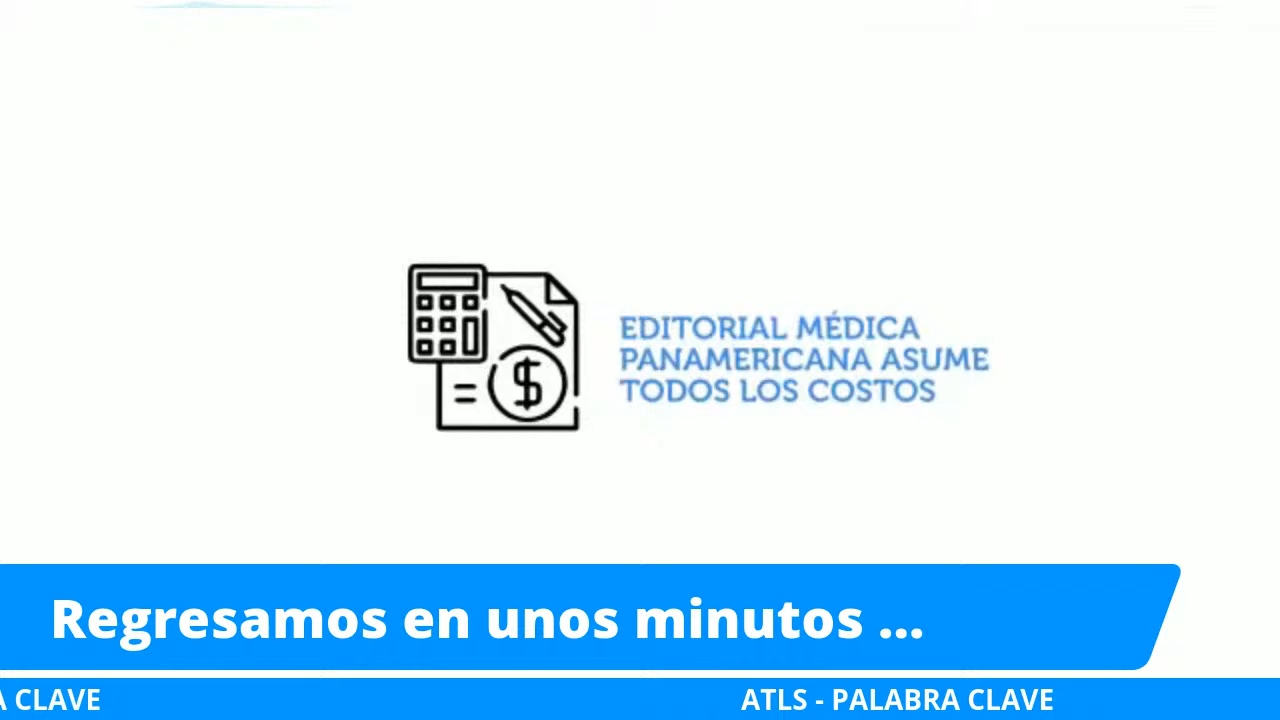 EDITORIAL MÉDICA
PANAMERICANA ASUME
TODOS LOS COSTOS
$
Regresamos en unos minutos ...
A CLAVE
ATLS - PALABRA CLAVE